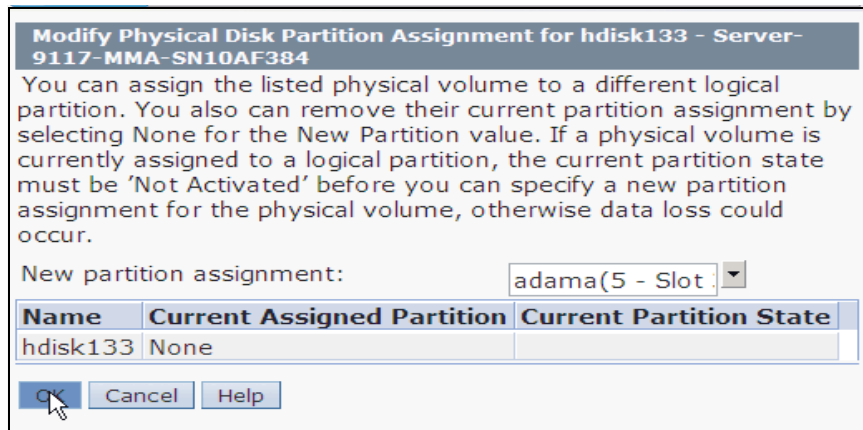 Modify Physical Disk Partition Assignment for hdisk133 - Server-
9117-MMA-SN10AF384
You can assign the listed physical volume to a different logical
partition. You also can remove their current partition assignment by
selecting None for the New Partition value. If a physical volume is
currently assigned to a logical partition, the current partition state
must be ’Not Activated’ before you can specify a new partition
assignment for the physical volume, otherwise data loss could
occur.
New partition assignment: adama(5 - Slot
Name Current Assigned Partition Current Partition State
hdisk133 None
OK Cancel Help